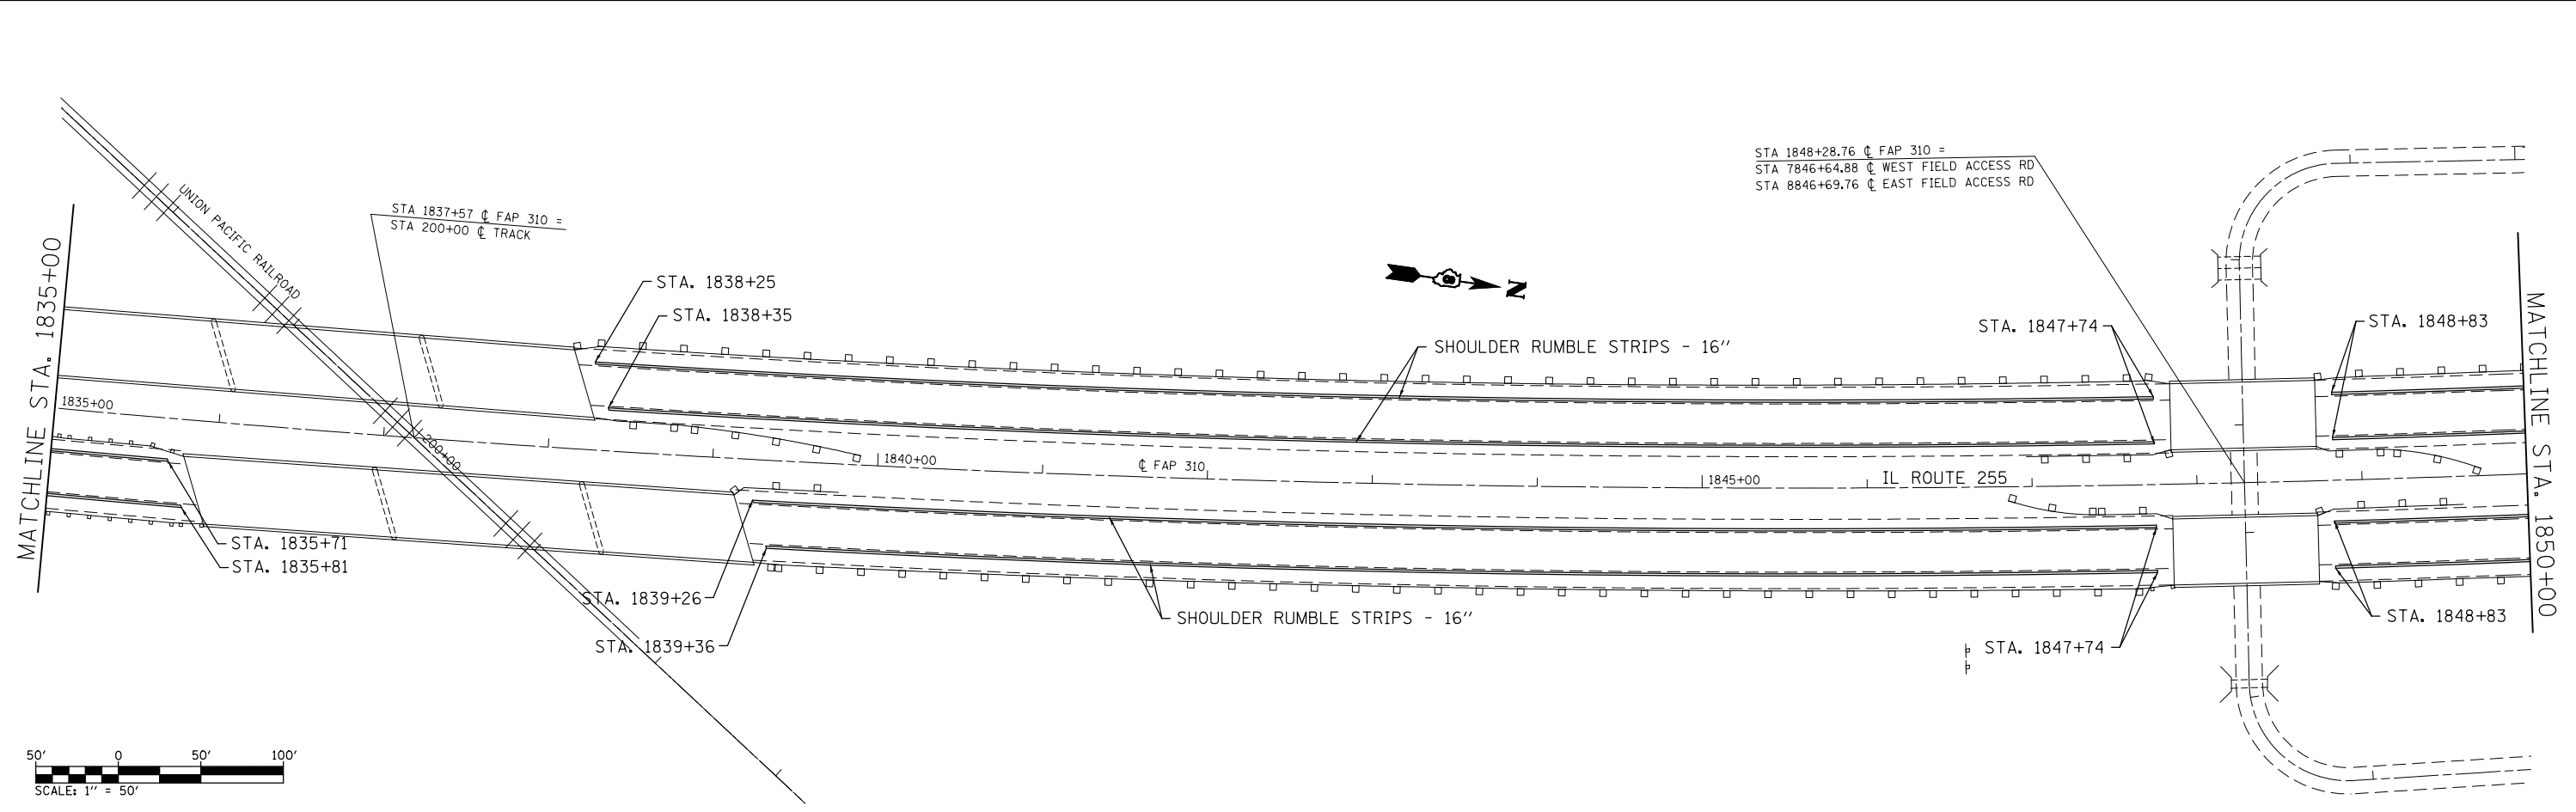 MATCHLINE STA. 1835+00
UNION PACIFIC RAILROAD
STA 1837+57 ℄ FAP 310 =
STA 200+00 ℄ TRACK
STA. 1838+25
STA. 1838+35
N
SHOULDER RUMBLE STRIPS - 16"
STA 1848+28.76 ℄ FAP 310 =
STA 7846+64.88 ℄ WEST FIELD ACCESS RD
STA 8846+69.76 ℄ EAST FIELD ACCESS RD
STA. 1847+74
STA. 1848+83
MATCHLINE STA. 1850+00
1835+00
200+00
1840+00
℄ FAP 310
1845+00
IL ROUTE 255
STA. 1835+71
STA. 1835+81
STA. 1839+26
STA. 1839+36
SHOULDER RUMBLE STRIPS - 16"
STA. 1847+74
STA. 1848+83
50' 0 50' 100'
SCALE: 1" = 50'